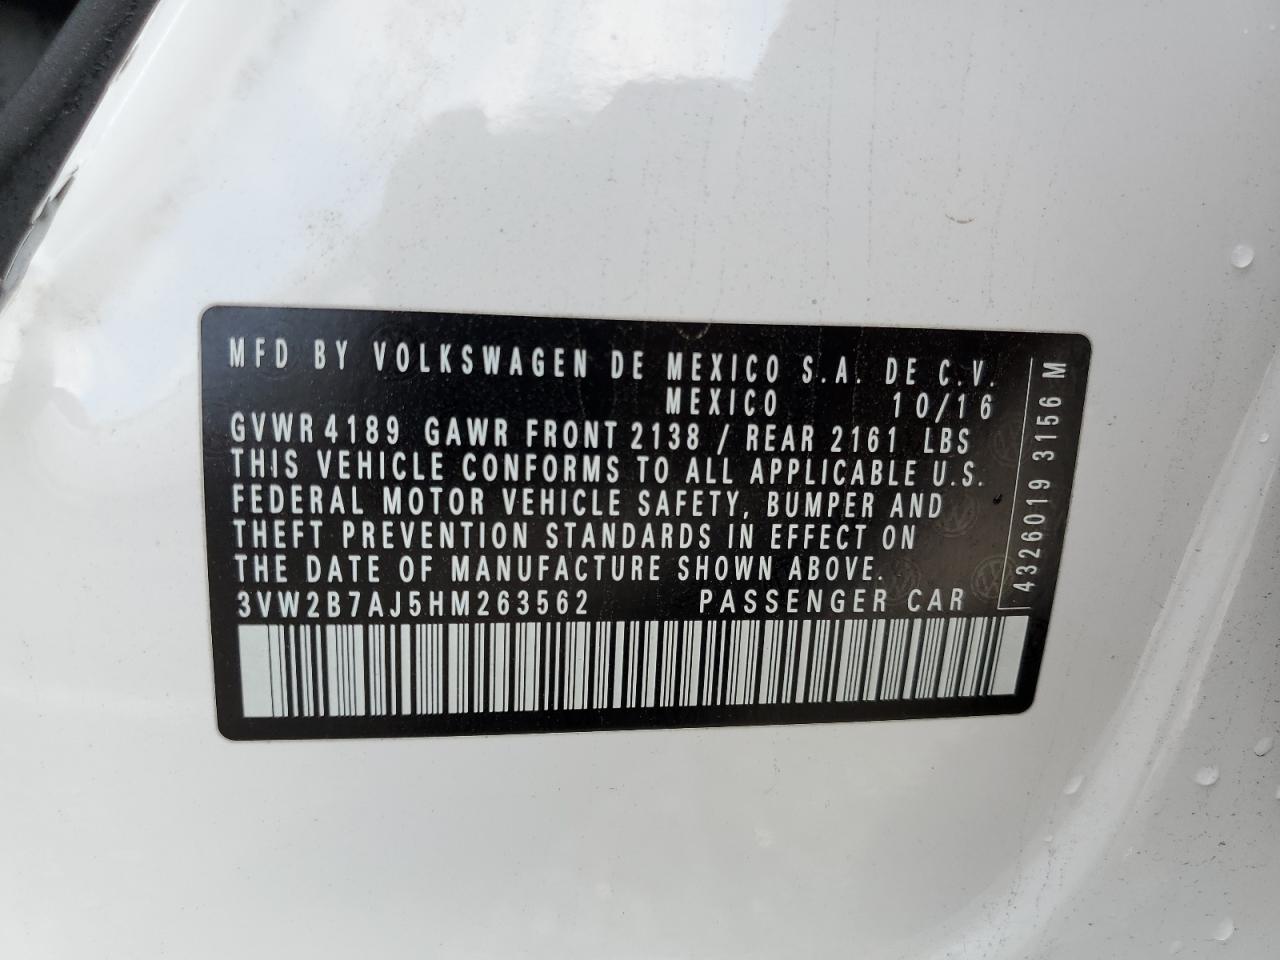 MFD BY VOLKSWAGEN DE MEXICO S.A. DE C.V.
MEXICO 10/16
GVWR 4189 GAWR FRONT 2138 / REAR 2161 LBS
THIS VEHICLE CONFORMS TO ALL APPLICABLE U.S.
FEDERAL MOTOR VEHICLE SAFETY, BUMPER AND
THEFT PREVENTION STANDARDS IN EFFECT ON
THE DATE OF MANUFACTURE SHOWN ABOVE.
3VW2B7AJ5HM263562 PASSENGER CAR
4326019 3156 M